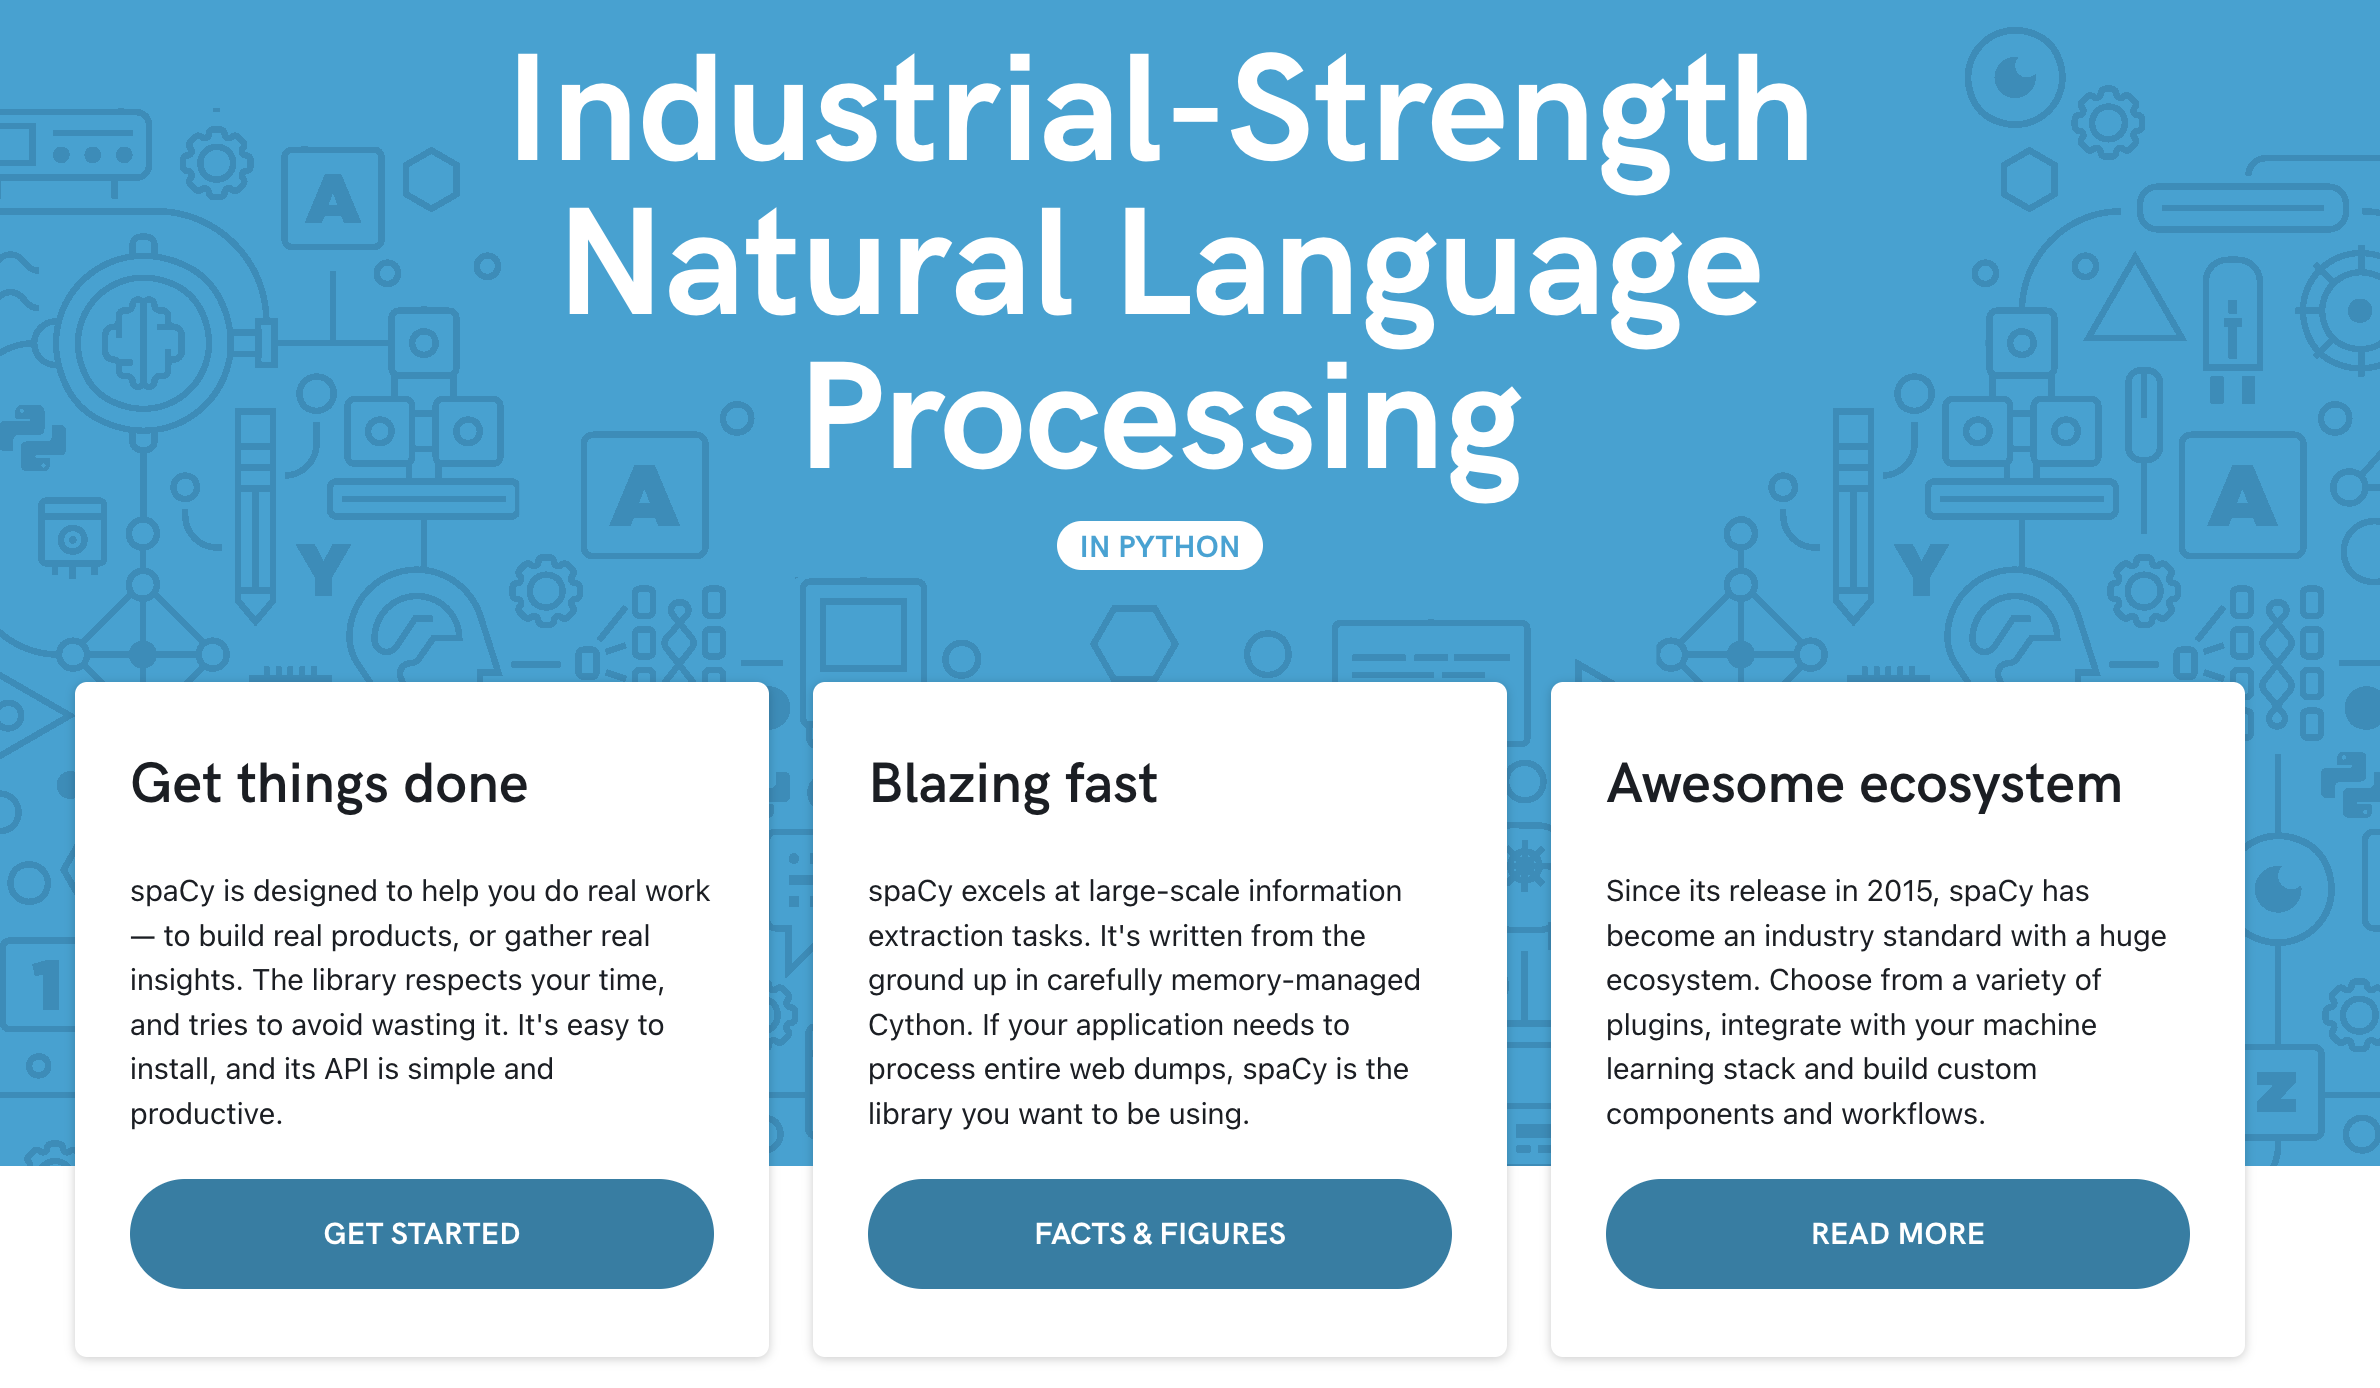 Industrial-Strength
Natural Language
Processing
IN PYTHON
A
A
Y
A
Y
1
z
Get things done
spaCy is designed to help you do real work
— to build real products, or gather real
insights. The library respects your time,
and tries to avoid wasting it. It's easy to
install, and its API is simple and
productive.
GET STARTED
Blazing fast
spaCy excels at large-scale information
extraction tasks. It's written from the
ground up in carefully memory-managed
Cython. If your application needs to
process entire web dumps, spaCy is the
library you want to be using.
FACTS & FIGURES
Awesome ecosystem
Since its release in 2015, spaCy has
become an industry standard with a huge
ecosystem. Choose from a variety of
plugins, integrate with your machine
learning stack and build custom
components and workflows.
READ MORE